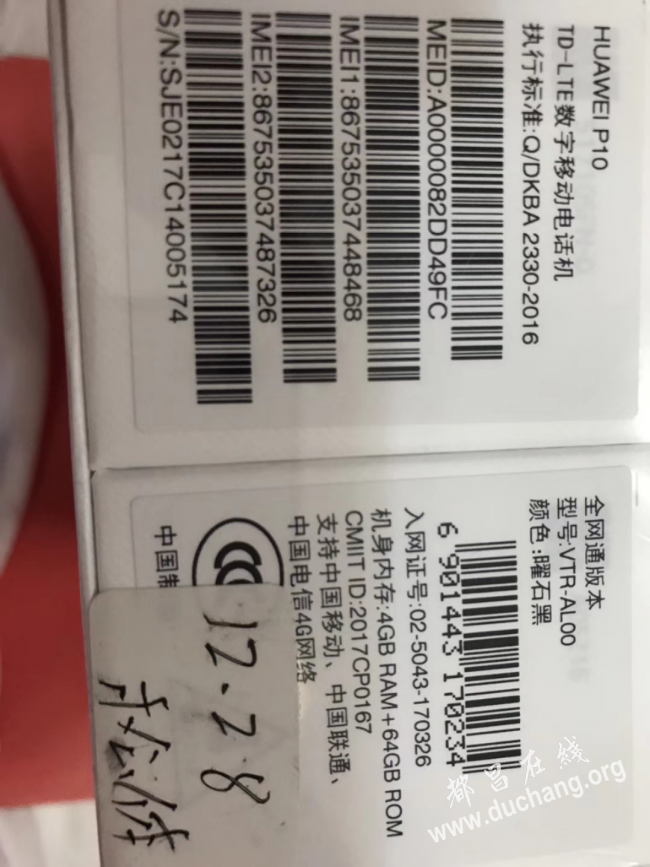 HUAWEI P10
TD-LTE数字移动电话机
执行标准:Q/DKBA 2330-2016
MEID:A0000082DD49FC
IMEI1:867535037448468
IMEI2:867535037487326
S/N:SJE0217C14005174
全网通版本
型号:VTR-AL00
颜色:曜石黑
6 901443 170234
入网证号:02-5043-170326
机身内存:4GB RAM+64GB ROM
CMIIT ID:2017CP0167
支持中国移动、中国联通、
中国电信4G网络
中国制
12.28
都昌在线
www.duchang.org